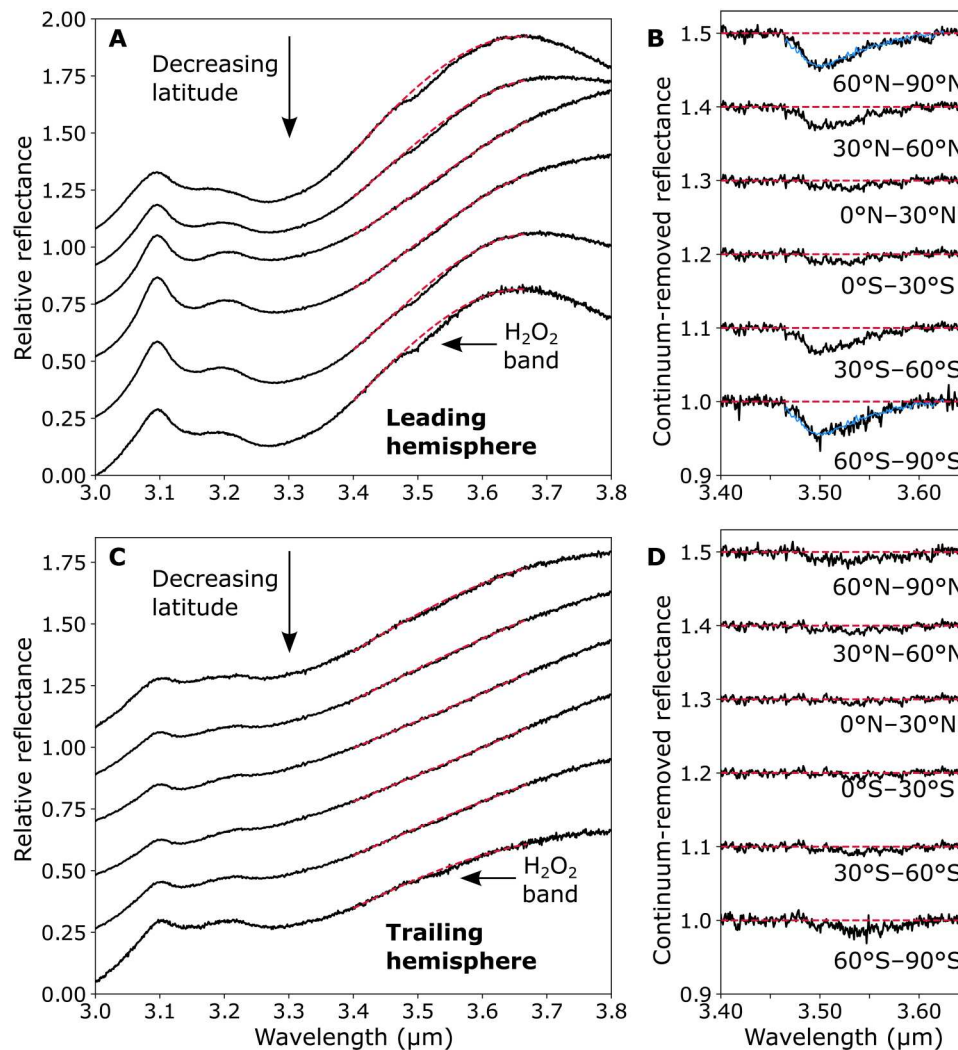 A
Decreasing
latitude
2.00
1.75
1.50
1.25
1.00
0.75
0.50
0.25
0.00
Relative reflectance
H₂O₂
band
Leading
hemisphere
3.0 3.1 3.2 3.3 3.4 3.5 3.6 3.7 3.8
B
1.5
1.4
1.3
1.2
1.1
1.0
0.9
Continuum-removed reflectance
60°N–90°N
30°N–60°N
0°N–30°N
0°S–30°S
30°S–60°S
60°S–90°S
3.40 3.50 3.60
C
Decreasing
latitude
1.75
1.50
1.25
1.00
0.75
0.50
0.25
0.00
Relative reflectance
H₂O₂
band
Trailing
hemisphere
3.0 3.1 3.2 3.3 3.4 3.5 3.6 3.7 3.8
Wavelength (μm)
D
1.5
1.4
1.3
1.2
1.1
1.0
0.9
Continuum-removed reflectance
60°N–90°N
30°N–60°N
0°N–30°N
0°S–30°S
30°S–60°S
60°S–90°S
3.40 3.50 3.60
Wavelength (μm)